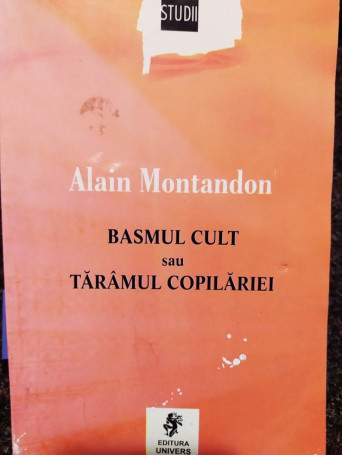 STUDII
Alain Montandon
BASMUL CULT
sau
TĂRÂMUL COPILĂRIEI
EDITURA
UNIVERS